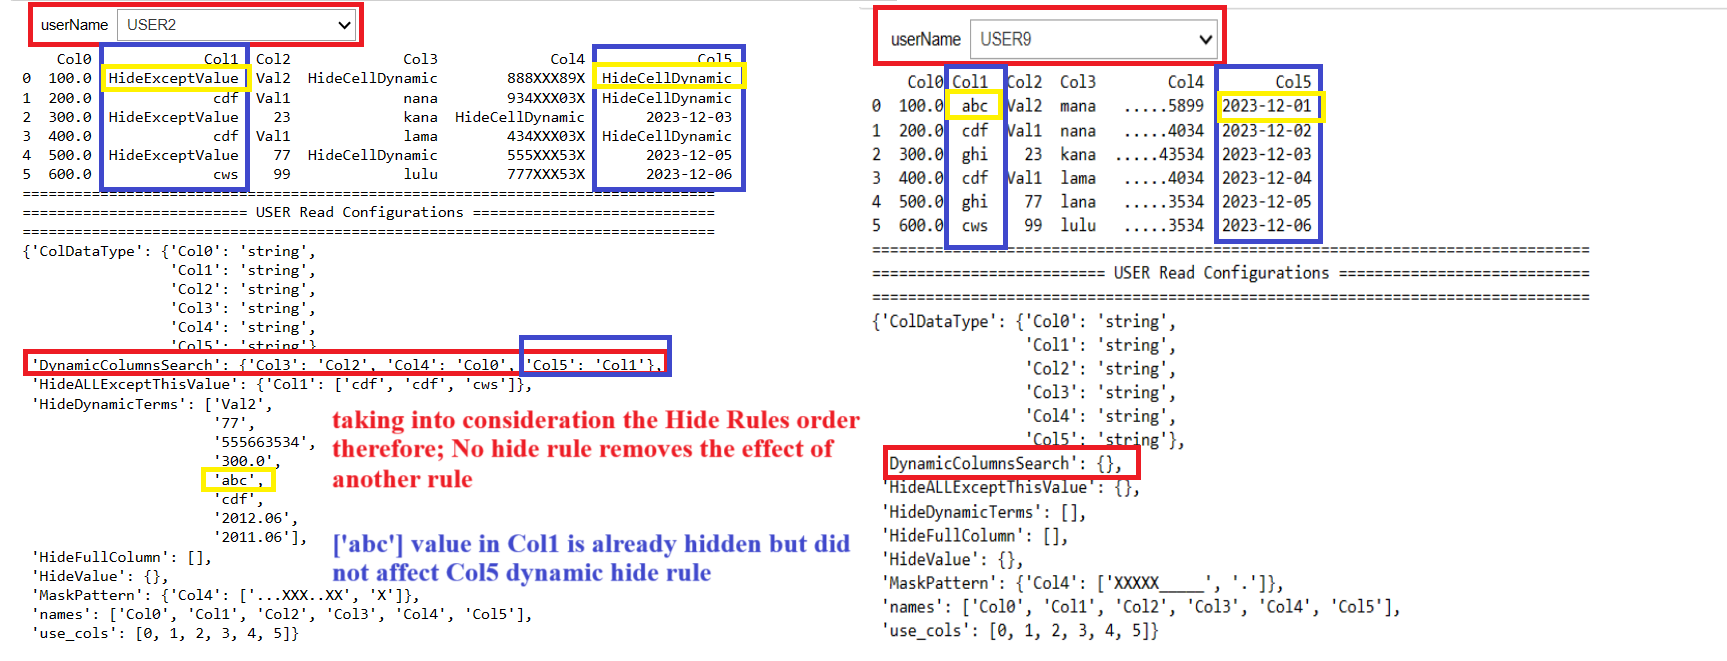 userName USER2
Col0 Col1 Col2 Col3 Col4 Col5
0 100.0 HideExceptValue Val2 HideCellDynamic 888XXX89X HideCellDynamic
1 200.0 cdf Val1 nana 934XXX03X HideCellDynamic
2 300.0 HideExceptValue 23 kana HideCellDynamic 2023-12-03
3 400.0 cdf Val1 lama 434XXX03X HideCellDynamic
4 500.0 HideExceptValue 77 HideCellDynamic 555XXX53X 2023-12-05
5 600.0 cws 99 lulu 777XXX53X 2023-12-06
=============================================================================
========================= USER Read Configurations ===========================
=============================================================================
{'ColDataType': {'Col0': 'string',
'Col1': 'string',
'Col2': 'string',
'Col3': 'string',
'Col4': 'string',
'Col5': 'string'}
'DynamicColumnsSearch': {'Col3': 'Col2', 'Col4': 'Col0', 'Col5': 'Col1'},
'HideALLExceptThisValue': {'Col1': ['cdf', 'cdf', 'cws']},
'HideDynamicTerms': ['Val2',
'77',
'555663534',
'300.0',
'abc',
'cdf',
'2012.06',
'2011.06'],
'HideFullColumn': [],
'HideValue': {},
'MaskPattern': {'Col4': ['...XXX..XX', 'X']},
'names': ['Col0', 'Col1', 'Col2', 'Col3', 'Col4', 'Col5'],
'use_cols': [0, 1, 2, 3, 4, 5]}
taking into consideration the Hide Rules order
therefore; No hide rule removes the effect of
another rule
['abc'] value in Col1 is already hidden but did
not affect Col5 dynamic hide rule
userName USER9
Col0 Col1 Col2 Col3 Col4 Col5
0 100.0 abc Val2 mana .....5899 2023-12-01
1 200.0 cdf Val1 nana .....4034 2023-12-02
2 300.0 ghi 23 kana .....43534 2023-12-03
3 400.0 cdf Val1 lama .....4034 2023-12-04
4 500.0 ghi 77 lana .....3534 2023-12-05
5 600.0 cws 99 lulu .....3534 2023-12-06
================================================================================
========================== USER Read Configurations ============================
================================================================================
{'ColDataType': {'Col0': 'string',
'Col1': 'string',
'Col2': 'string',
'Col3': 'string',
'Col4': 'string',
'Col5': 'string'},
DynamicColumnsSearch': {},
'HideALLExceptThisValue': {},
'HideDynamicTerms': [],
'HideFullColumn': [],
'HideValue': {},
'MaskPattern': {'Col4': ['XXXXX_____', '.']},
'names': ['Col0', 'Col1', 'Col2', 'Col3', 'Col4', 'Col5'],
'use_cols': [0, 1, 2, 3, 4, 5]}